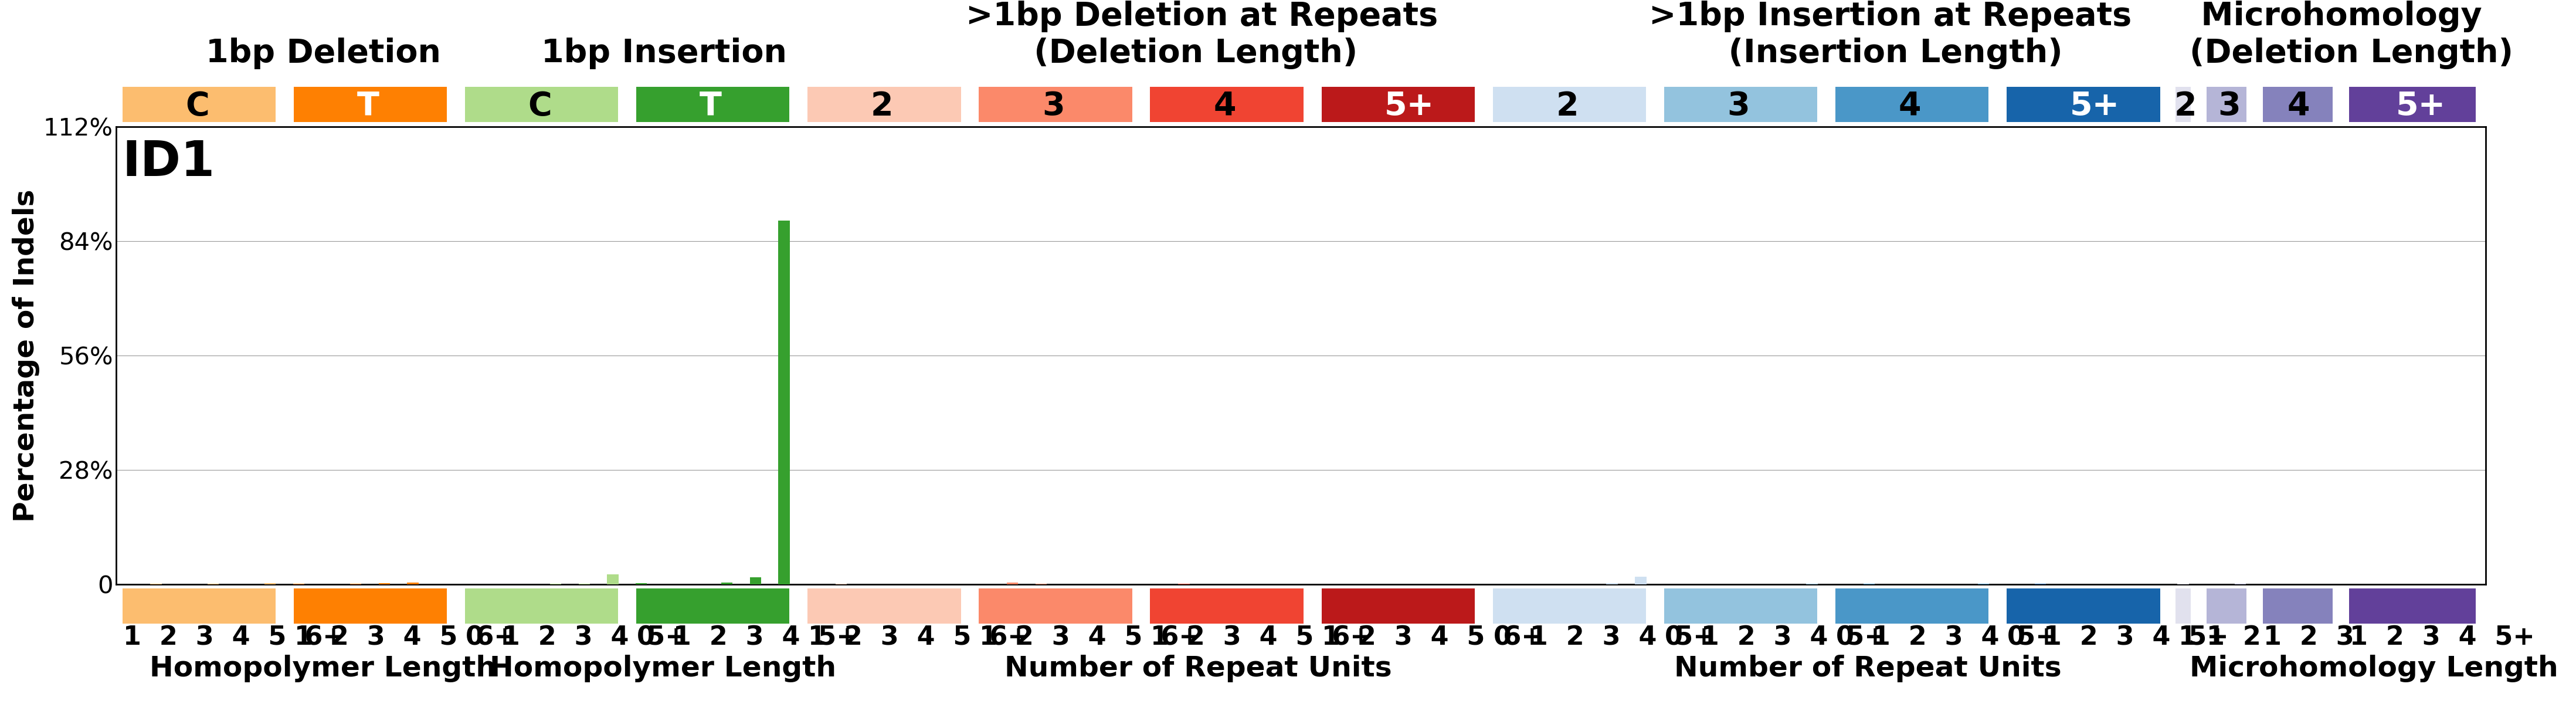 >1bp Deletion at Repeats >1bp Insertion at Repeats Microhomology
1bp Deletion 1bp Insertion (Deletion Length) (Insertion Length) (Deletion Length)
C T C T 2 3 4 5+ 2 3 4 5+ 2 3 4 5+
112%
ID1
84%
56%
28%
0
Percentage of Indels
1 2 3 4 5 6+ 1 2 3 4 5 6+ 0 1 2 3 4 5+ 0 1 2 3 4 5+ 1 2 3 4 5 6+ 1 2 3 4 5 6+ 1 2 3 4 5 6+ 1 2 3 4 5 6+ 0 1 2 3 4 5+ 0 1 2 3 4 5+ 0 1 2 3 4 5+ 0 1 2 3 4 5+ 1 1 2 1 2 3 1 2 3 4 5+
Homopolymer Length Homopolymer Length Number of Repeat Units Number of Repeat Units Microhomology Length